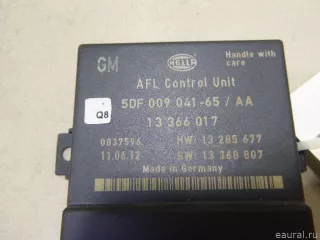 GM
HELLA
Handle with
care
AFL Control Unit
5DF 009 041-65 / AA
Q8
13 366 017
0837596
HW: 13 285 677
11.06.12
SW: 13 368 807
Made in Germany
eaural.ru